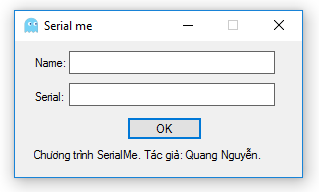 Serial me
Name:
Serial:
OK
Chương trình SerialMe. Tác giả: Quang Nguyễn.